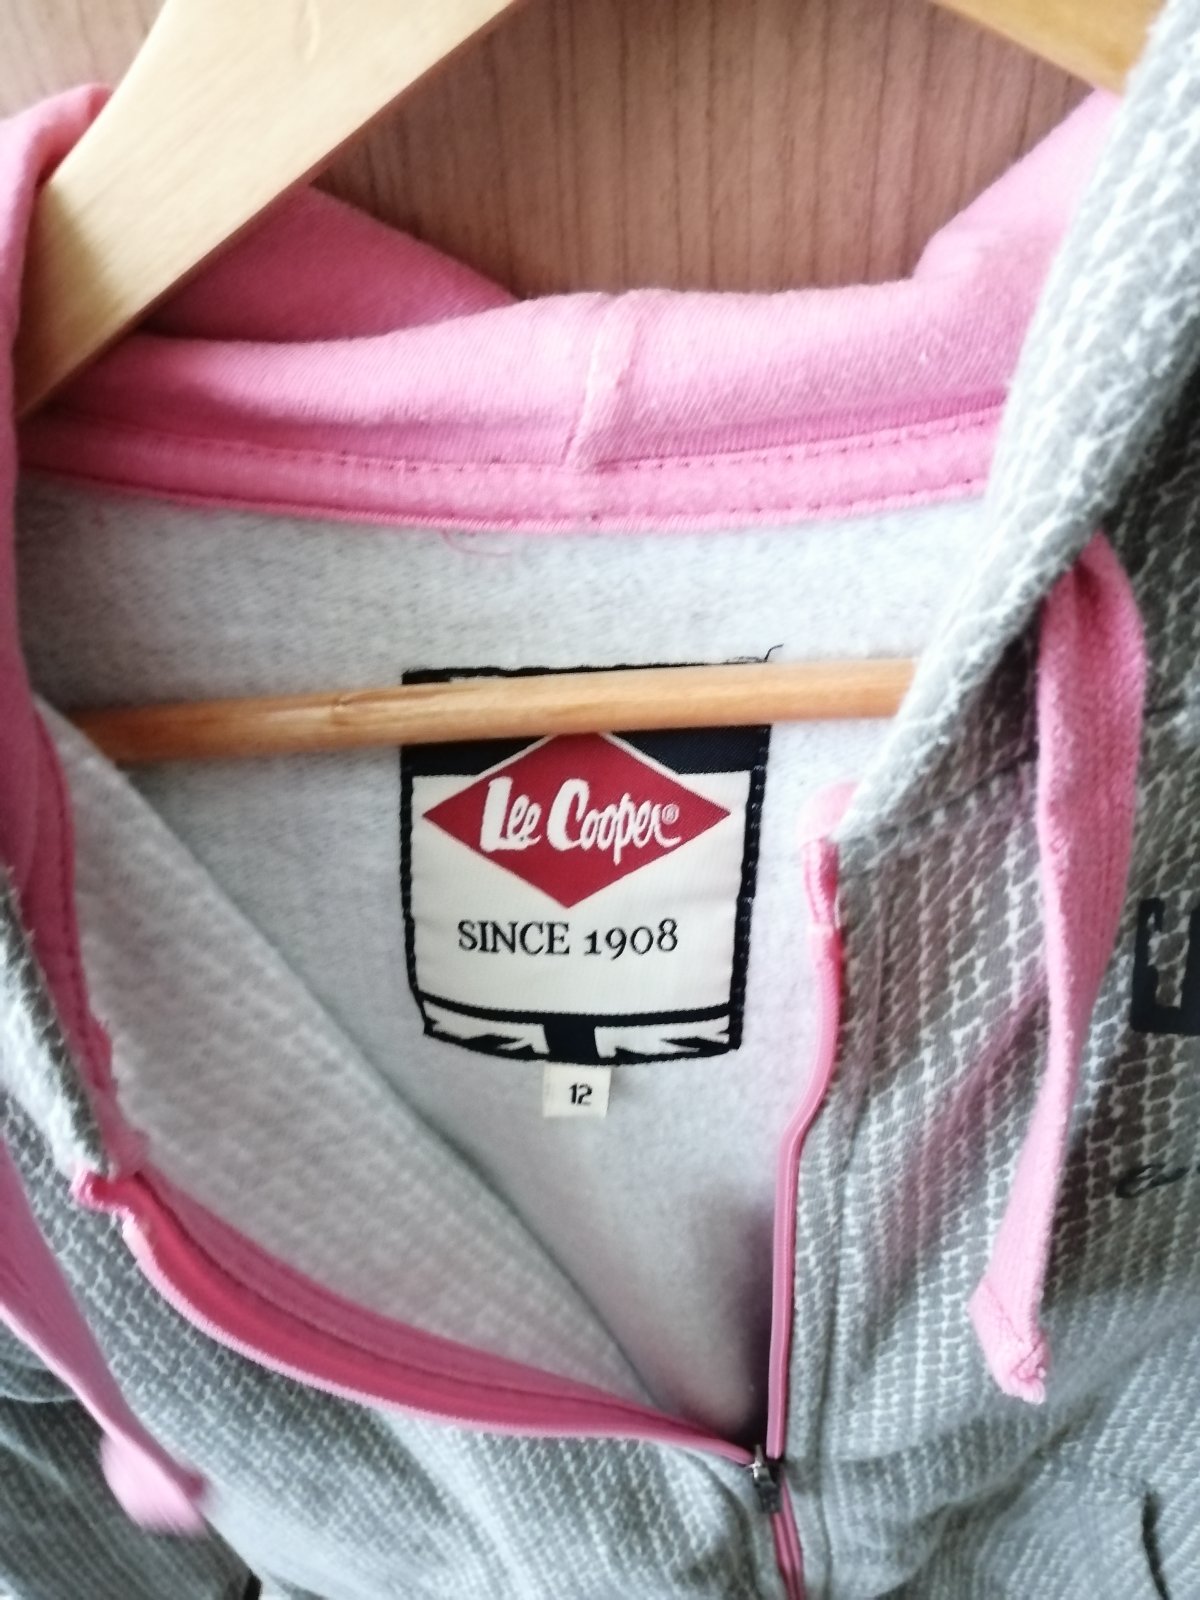 Lee Cooper®
SINCE 1908
12